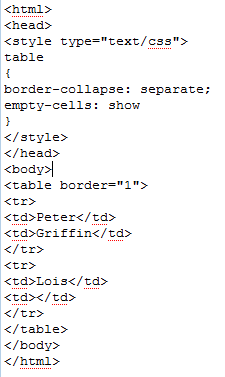 <html>
<head>
<style type="text/css">
table
{
border-collapse: separate;
empty-cells: show
}
</style>
</head>
<body>
<table border="1">
<tr>
<td>Peter</td>
<td>Griffin</td>
</tr>
<tr>
<td>Lois</td>
<td></td>
</tr>
</table>
</body>
</html>